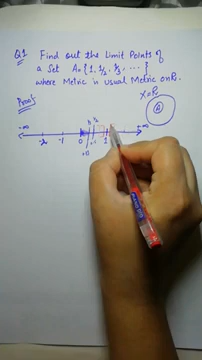 Q1 Find out the Limit Points of
a Set A={1, 1/2, 1/3, ...}
where Metric is usual Metric on R.
Proof
X=R
A
-∞ -2 -1 0 1 +∞